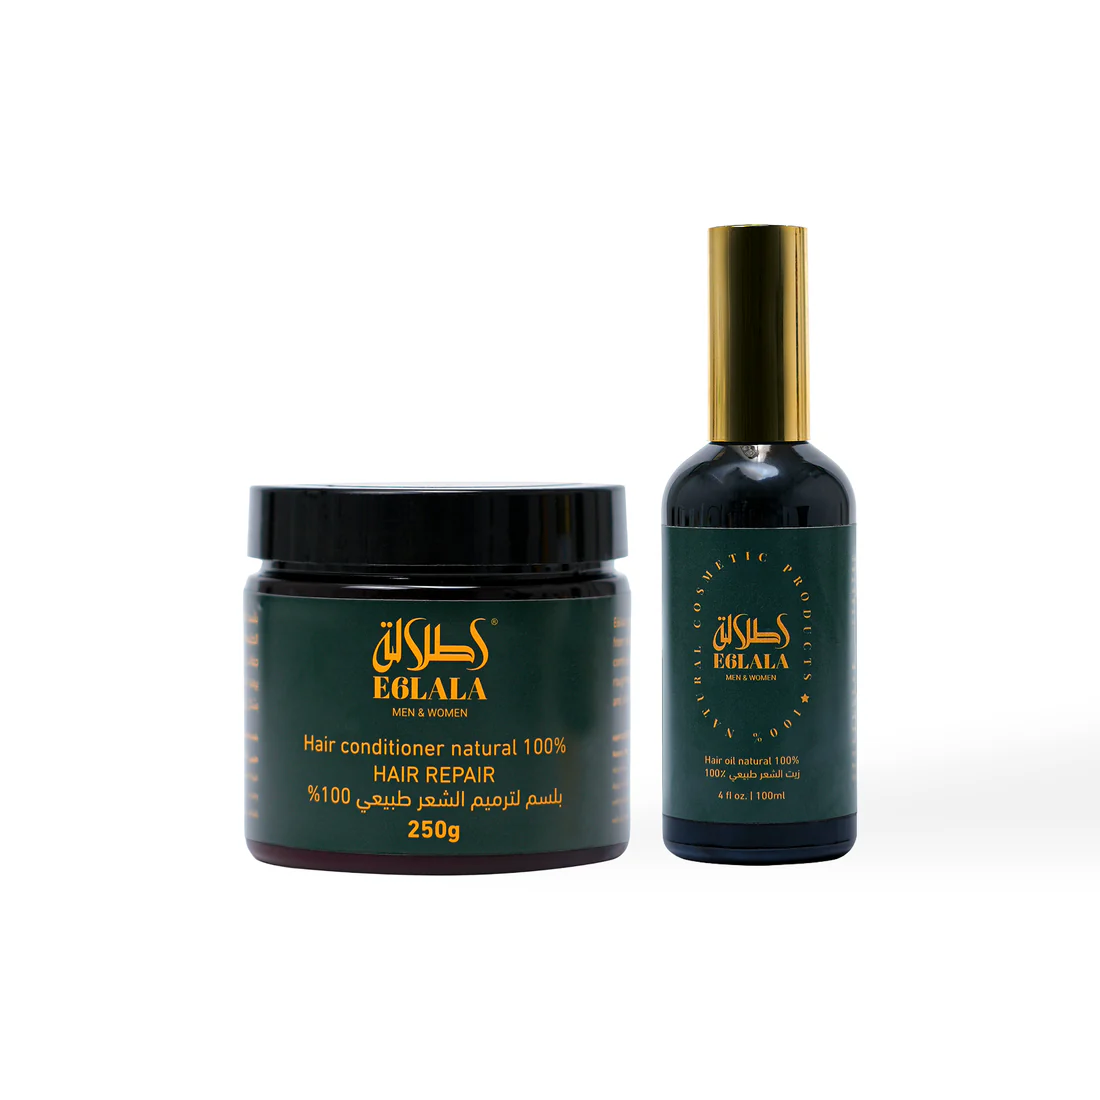 اطلالة®
E6LALA
MEN & WOMEN
Hair conditioner natural 100%
HAIR REPAIR
بلسم لترميم الشعر طبيعي 100%
250g
100% NATURAL COSMETIC PRODUCTS ★
اطلالة
E6LALA
MEN & WOMEN
Hair oil natural 100%
زيت الشعر طبيعي 100٪
4 fl oz. | 100ml